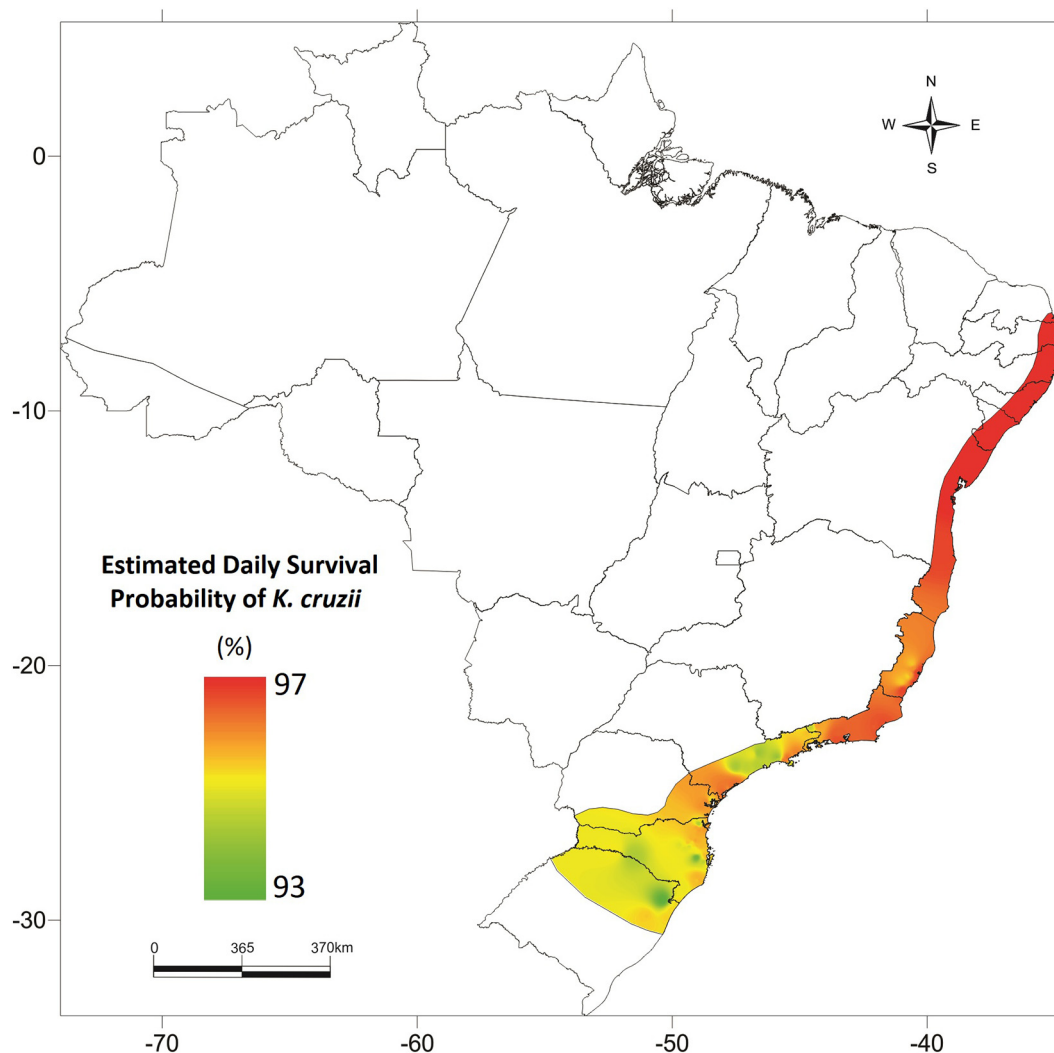 N
W E
S
0
-10
-20
-30
Estimated Daily Survival
Probability of K. cruzii
(%)
97
93
0 365 370km
-70 -60 -50 -40